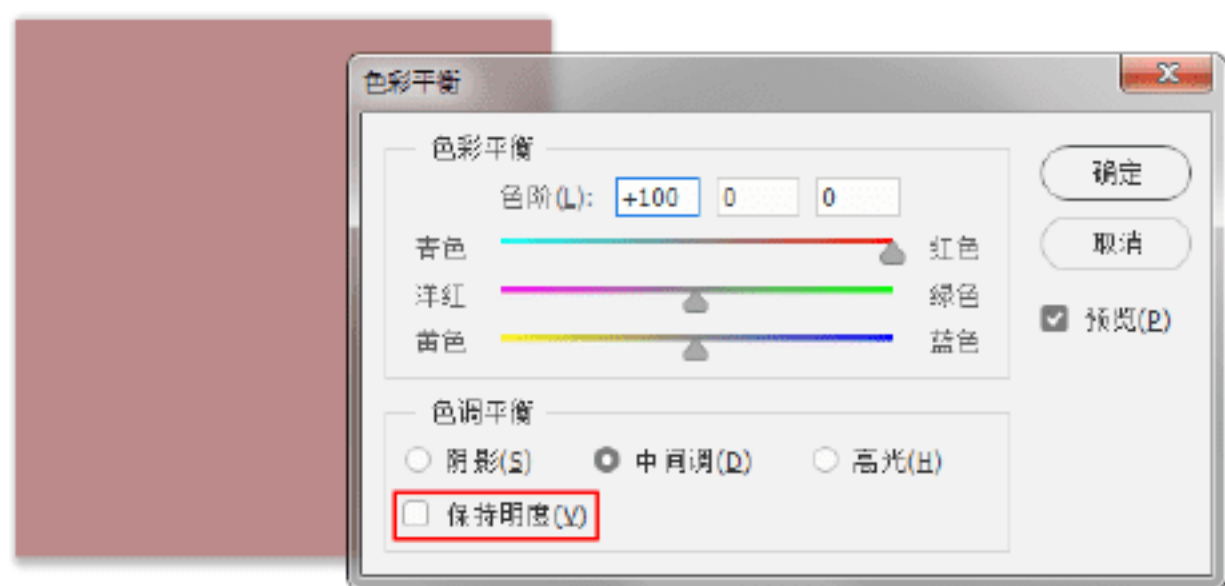 色彩平衡
色彩平衡
色阶(L): +100 0 0
青色 红色
洋红 绿色
黄色 蓝色
确定
取消
预览(P)
色调平衡
阴影(S) 中间调(D) 高光(H)
保持明度(V)